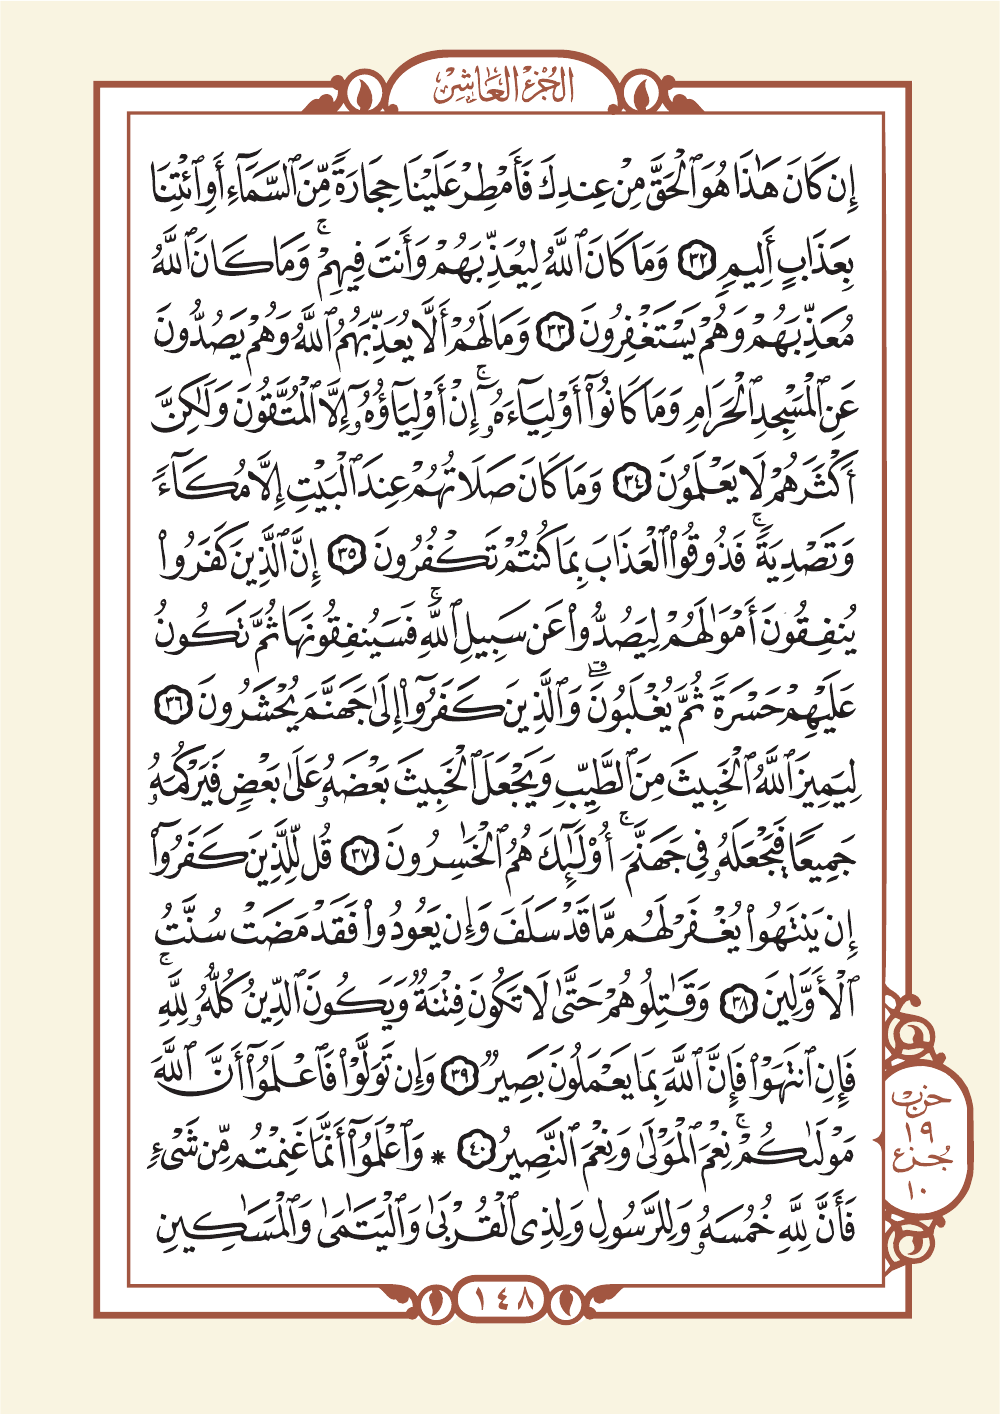 الجزء العاشر
إِن كَانَ هَٰذَا هُوَ ٱلْحَقَّ مِنْ عِندِكَ فَأَمْطِرْ عَلَيْنَا حِجَارَةً مِّنَ ٱلسَّمَآءِ أَوِ ٱئْتِنَا
بِعَذَابٍ أَلِيمٍ ٣٢ وَمَا كَانَ ٱللَّهُ لِيُعَذِّبَهُمْ وَأَنتَ فِيهِمْ ۚ وَمَا كَانَ ٱللَّهُ
مُعَذِّبَهُمْ وَهُمْ يَسْتَغْفِرُونَ ٣٣ وَمَا لَهُمْ أَلَّا يُعَذِّبَهُمُ ٱللَّهُ وَهُمْ يَصُدُّونَ
عَنِ ٱلْمَسْجِدِ ٱلْحَرَامِ وَمَا كَانُوٓا۟ أَوْلِيَآءَهُۥٓ ۚ إِنْ أَوْلِيَآؤُهُۥٓ إِلَّا ٱلْمُتَّقُونَ وَلَٰكِنَّ
أَكْثَرَهُمْ لَا يَعْلَمُونَ ٣٤ وَمَا كَانَ صَلَاتُهُمْ عِندَ ٱلْبَيْتِ إِلَّا مُكَآءً
وَتَصْدِيَةً ۚ فَذُوقُوا۟ ٱلْعَذَابَ بِمَا كُنتُمْ تَكْفُرُونَ ٣٥ إِنَّ ٱلَّذِينَ كَفَرُوا۟
يُنفِقُونَ أَمْوَٰلَهُمْ لِيَصُدُّوا۟ عَن سَبِيلِ ٱللَّهِ ۚ فَسَيُنفِقُونَهَا ثُمَّ تَكُونُ
عَلَيْهِمْ حَسْرَةً ثُمَّ يُغْلَبُونَ ۗ وَٱلَّذِينَ كَفَرُوٓا۟ إِلَىٰ جَهَنَّمَ يُحْشَرُونَ ٣٦
لِيَمِيزَ ٱللَّهُ ٱلْخَبِيثَ مِنَ ٱلطَّيِّبِ وَيَجْعَلَ ٱلْخَبِيثَ بَعْضَهُۥ عَلَىٰ بَعْضٍ فَيَرْكُمَهُۥ
جَمِيعًا فَيَجْعَلَهُۥ فِى جَهَنَّمَ ۚ أُو۟لَٰٓئِكَ هُمُ ٱلْخَٰسِرُونَ ٣٧ قُل لِّلَّذِينَ كَفَرُوٓا۟
إِن يَنتَهُوا۟ يُغْفَرْ لَهُم مَّا قَدْ سَلَفَ وَإِن يَعُودُوا۟ فَقَدْ مَضَتْ سُنَّتُ
ٱلْأَوَّلِينَ ٣٨ وَقَٰتِلُوهُمْ حَتَّىٰ لَا تَكُونَ فِتْنَةٌ وَيَكُونَ ٱلدِّينُ كُلُّهُۥ لِلَّهِ ۚ
فَإِنِ ٱنتَهَوْا۟ فَإِنَّ ٱللَّهَ بِمَا يَعْمَلُونَ بَصِيرٌ ٣٩ وَإِن تَوَلَّوْا۟ فَٱعْلَمُوٓا۟ أَنَّ ٱللَّهَ
مَوْلَىٰكُمْ ۚ نِعْمَ ٱلْمَوْلَىٰ وَنِعْمَ ٱلنَّصِيرُ ٤٠ * وَٱعْلَمُوٓا۟ أَنَّمَا غَنِمْتُم مِّن شَىْءٍ
فَأَنَّ لِلَّهِ خُمُسَهُۥ وَلِلرَّسُولِ وَلِذِى ٱلْقُرْبَىٰ وَٱلْيَتَٰمَىٰ وَٱلْمَسَٰكِينِ
حزب
١٩
جزء
١٠
١٤٨